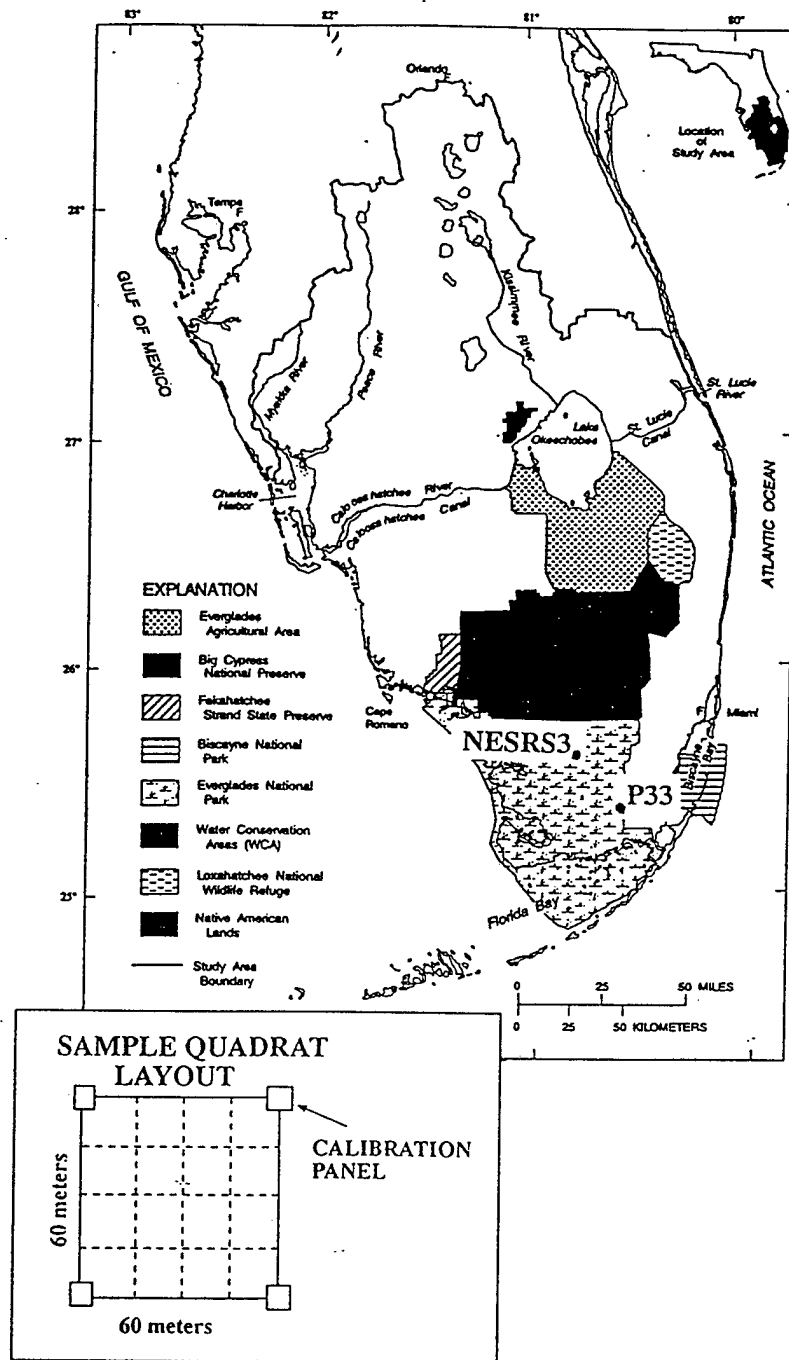 83°
82°
81°
80°
Orlando
Location
of
Study Area
28°
Tampa
GULF OF MEXICO
Kissimmee River
Peace River
Myakka River
St. Lucie
River
27°
Lake
Okeechobee
St. Lucie
Canal
Charlotte
Harbor
Caloosahatchee River
Caloosahatchee Canal
ATLANTIC OCEAN
EXPLANATION
Everglades
Agricultural Area
Big Cypress
National Preserve
26°
Fekahatchee
Strand State Preserve
Cape
Romano
Miami
Biscayne
Bay
NESRS3
P33
Biscayne National
Park
Everglades National
Park
Water Conservation
Areas (WCA)
Loxahatchee National
Wildlife Refuge
25°
Native American
Lands
Florida Bay
Study Area
Boundary
0 25 50 MILES
0 25 50 KILOMETERS
SAMPLE QUADRAT
LAYOUT
CALIBRATION
PANEL
60 meters
60 meters